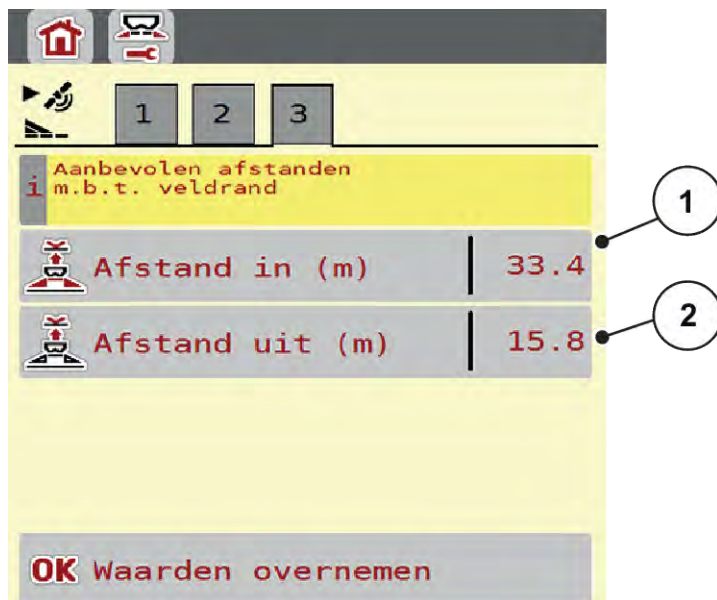 1 2 3
i Aanbevolen afstanden
m.b.t. veldrand
Afstand in (m) 33.4
1
Afstand uit (m) 15.8
2
OK Waarden overnemen